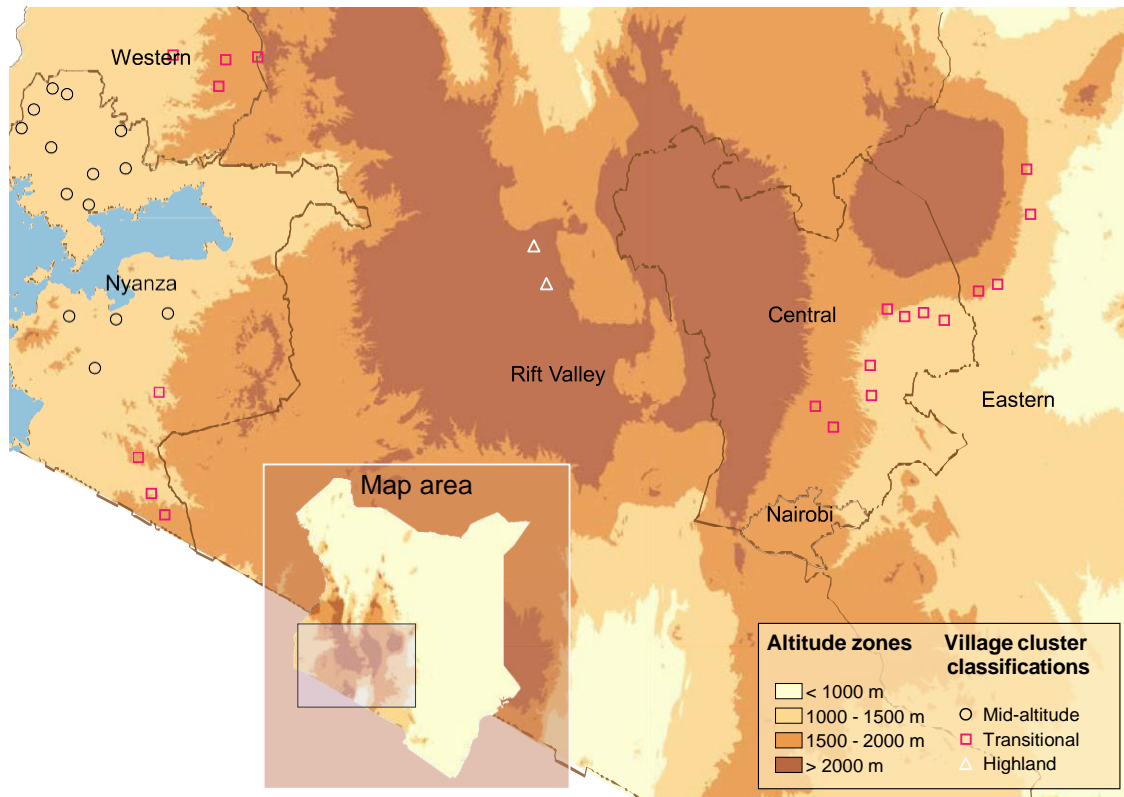 Western
Nyanza
Central
Rift Valley
Eastern
Map area
Nairobi
Altitude zones
< 1000 m
1000 - 1500 m
1500 - 2000 m
> 2000 m
Village cluster
classifications
Mid-altitude
Transitional
Highland